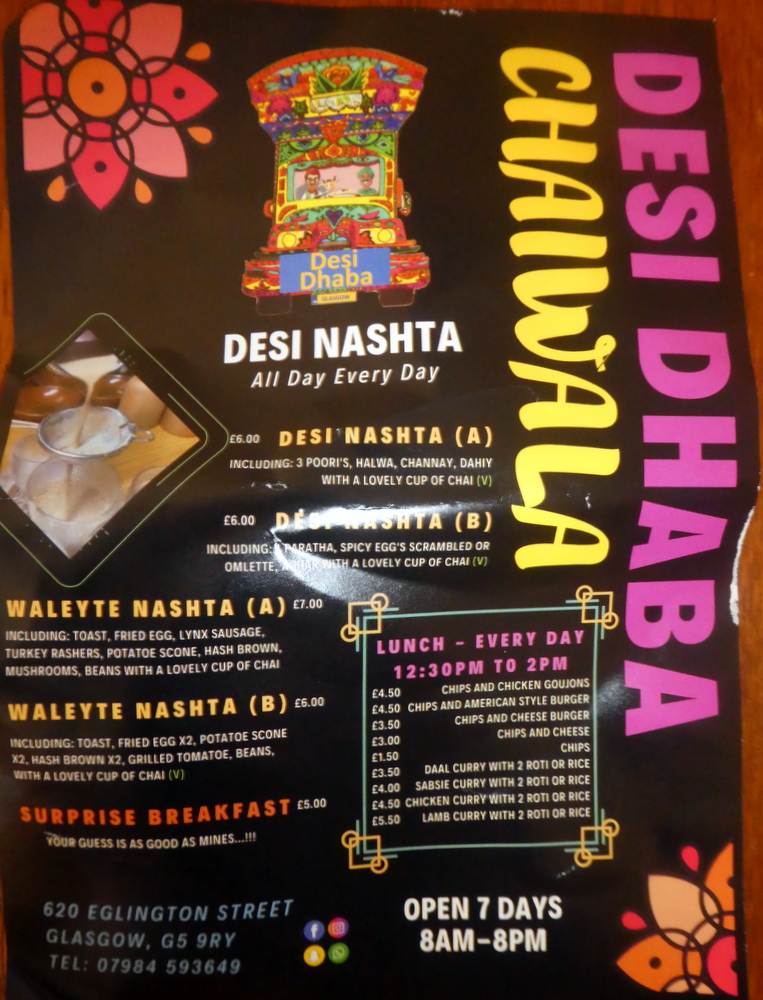 DESI DHABA
CHAIWALA
Desi
Dhaba
GLASGOW
DESI NASHTA
All Day Every Day
£6.00 DESI NASHTA (A)
INCLUDING: 3 POORI'S, HALWA, CHANNAY, DAHIY
WITH A LOVELY CUP OF CHAI (V)
£6.00 DESI NASHTA (B)
INCLUDING: PARATHA, SPICY EGG'S SCRAMBLED OR
OMLETTE, WITH A LOVELY CUP OF CHAI (V)
WALEYTE NASHTA (A) £7.00
INCLUDING: TOAST, FRIED EGG, LYNX SAUSAGE,
TURKEY RASHERS, POTATOE SCONE, HASH BROWN,
MUSHROOMS, BEANS WITH A LOVELY CUP OF CHAI
WALEYTE NASHTA (B) £6.00
INCLUDING: TOAST, FRIED EGG X2, POTATOE SCONE
X2, HASH BROWN X2, GRILLED TOMATOE, BEANS,
WITH A LOVELY CUP OF CHAI (V)
SURPRISE BREAKFAST £5.00
YOUR GUESS IS AS GOOD AS MINES...!!!
LUNCH - EVERY DAY
12:30PM TO 2PM
£4.50 CHIPS AND CHICKEN GOUJONS
£4.50 CHIPS AND AMERICAN STYLE BURGER
£3.50 CHIPS AND CHEESE BURGER
£3.00 CHIPS AND CHEESE
£1.50 CHIPS
£3.50 DAAL CURRY WITH 2 ROTI OR RICE
£4.00 SABSIE CURRY WITH 2 ROTI OR RICE
£4.50 CHICKEN CURRY WITH 2 ROTI OR RICE
£5.50 LAMB CURRY WITH 2 ROTI OR RICE
620 EGLINGTON STREET
GLASGOW, G5 9RY
TEL: 07984 593649
OPEN 7 DAYS
8AM-8PM